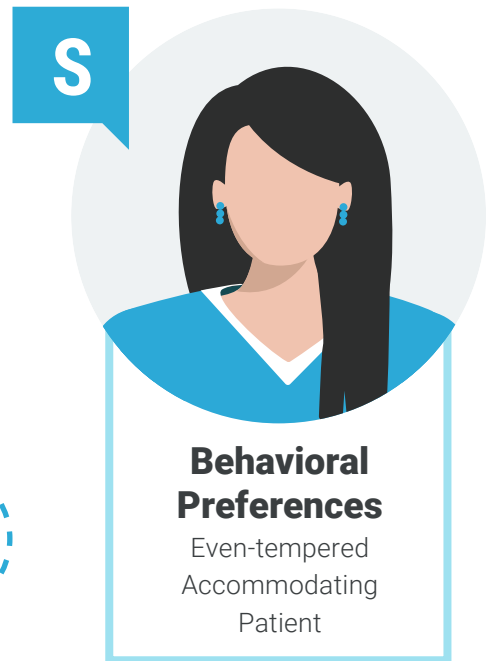 S
Behavioral
Preferences
Even-tempered
Accommodating
Patient